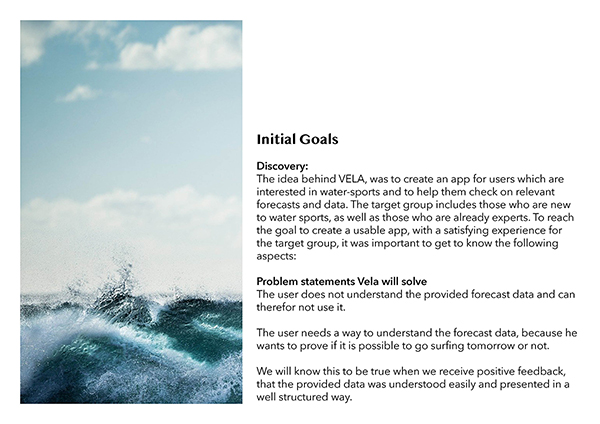 Initial Goals
Discovery:
The idea behind VELA, was to create an app for users which are
interested in water-sports and to help them check on relevant
forecasts and data. The target group includes those who are new
to water sports, as well as those who are already experts. To reach
the goal to create a usable app, with a satisfying experience for
the target group, it was important to get to know the following
aspects:
Problem statements Vela will solve
The user does not understand the provided forecast data and can
therefor not use it.
The user needs a way to understand the forecast data, because he
wants to prove if it is possible to go surfing tomorrow or not.
We will know this to be true when we receive positive feedback,
that the provided data was understood easily and presented in a
well structured way.